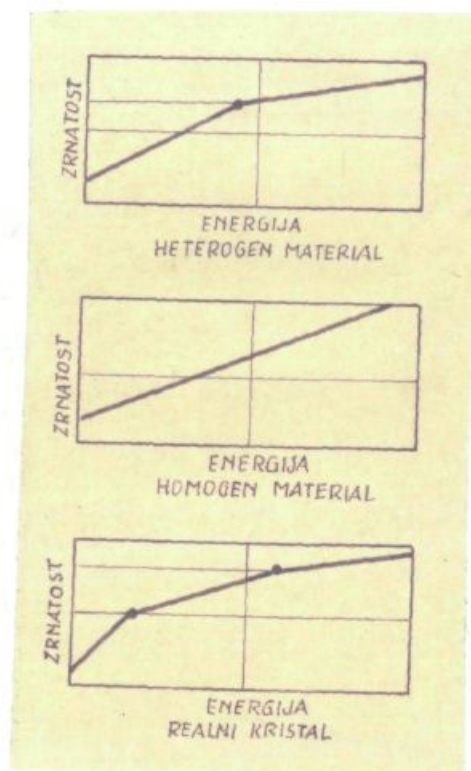 ZRNATOST
ENERGIJA
HETEROGEN MATERIAL
ZRNATOST
ENERGIJA
HOMOGEN MATERIAL
ZRNATOST
ENERGIJA
REALNI KRISTAL